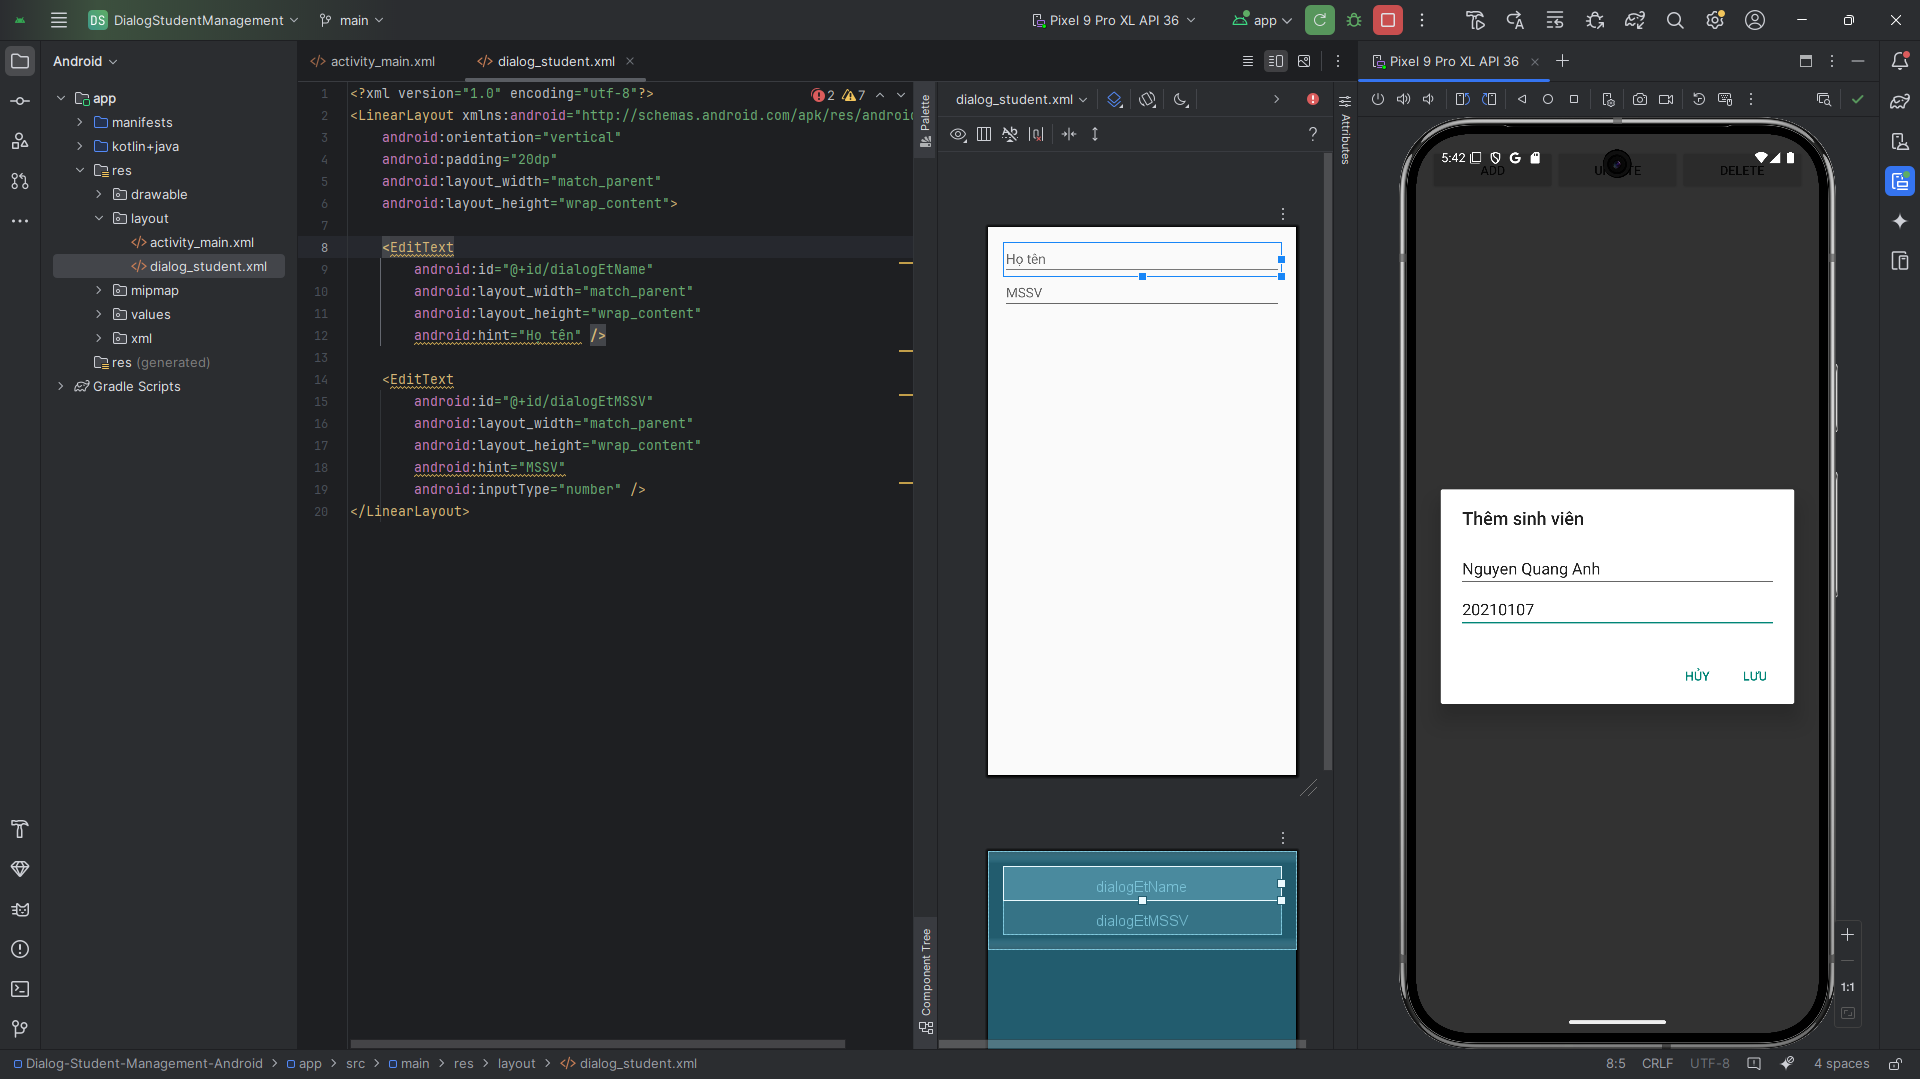 DS DialogStudentManagement main Pixel 9 Pro XL API 36 app
Android
app
manifests
kotlin+java
res
drawable
layout
activity_main.xml
dialog_student.xml
mipmap
values
xml
res (generated)
Gradle Scripts
activity_main.xml dialog_student.xml
2 7
1 <?xml version="1.0" encoding="utf-8"?>
2 <LinearLayout xmlns:android="http://schemas.android.com/apk/res/androi
3 android:orientation="vertical"
4 android:padding="20dp"
5 android:layout_width="match_parent"
6 android:layout_height="wrap_content">
7
8 <EditText
9 android:id="@+id/dialogEtName"
10 android:layout_width="match_parent"
11 android:layout_height="wrap_content"
12 android:hint="Họ tên" />
13
14 <EditText
15 android:id="@+id/dialogEtMSSV"
16 android:layout_width="match_parent"
17 android:layout_height="wrap_content"
18 android:hint="MSSV"
19 android:inputType="number" />
20 </LinearLayout>
Palette
Component Tree
dialog_student.xml
?
Attributes
Họ tên
MSSV
dialogEtName
dialogEtMSSV
Pixel 9 Pro XL API 36
5:42
ADD DELETE
Thêm sinh viên
Nguyen Quang Anh
20210107
HỦY LƯU
1:1
Dialog-Student-Management-Android app src main res layout dialog_student.xml
8:5 CRLF UTF-8 4 spaces